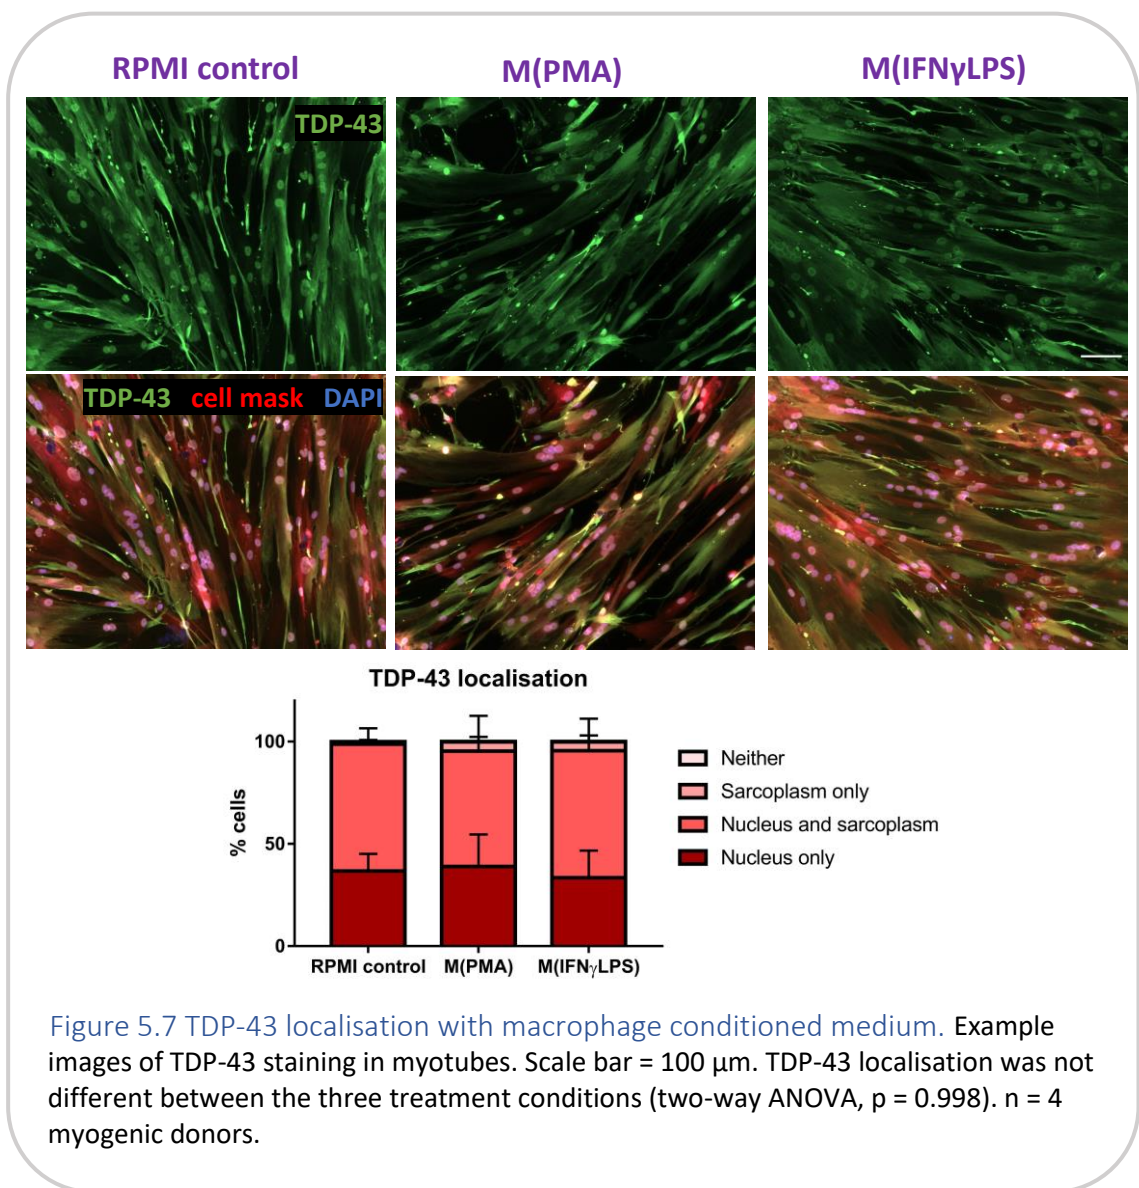 RPMI control
M(PMA)
M(IFNγLPS)
TDP-43
TDP-43 cell mask DAPI
TDP-43 localisation
100
50
0
% cells
RPMI control M(PMA) M(IFNγLPS)
Neither
Sarcoplasm only
Nucleus and sarcoplasm
Nucleus only
Figure 5.7 TDP-43 localisation with macrophage conditioned medium. Example
images of TDP-43 staining in myotubes. Scale bar = 100 μm. TDP-43 localisation was not
different between the three treatment conditions (two-way ANOVA, p = 0.998). n = 4
myogenic donors.